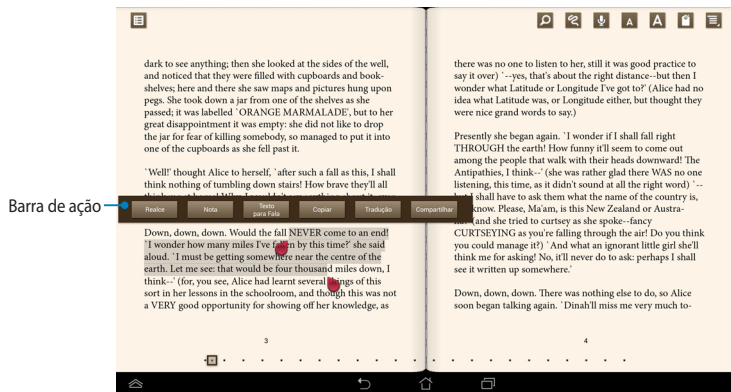 dark to see anything; then she looked at the sides of the well,
and noticed that they were filled with cupboards and book-
shelves; here and there she saw maps and pictures hung upon
pegs. She took down a jar from one of the shelves as she
passed; it was labelled `ORANGE MARMALADE', but to her
great disappointment it was empty: she did not like to drop
the jar for fear of killing somebody, so managed to put it into
one of the cupboards as she fell past it.
`Well!' thought Alice to herself, `after such a fall as this, I shall
think nothing of tumbling down stairs! How brave they'll all
Barra de ação
Realce
Nota
Texto
para Fala
Copiar
Tradução
Compartilhar
Down, down, down. Would the fall NEVER come to an end!
`I wonder how many miles I've fallen by this time?' she said
aloud. `I must be getting somewhere near the centre of the
earth. Let me see: that would be four thousand miles down, I
think--' (for, you see, Alice had learnt several things of this
sort in her lessons in the schoolroom, and though this was not
a VERY good opportunity for showing off her knowledge, as
3
there was no one to listen to her, still it was good practice to
say it over) `--yes, that's about the right distance--but then I
wonder what Latitude or Longitude I've got to?' (Alice had no
idea what Latitude was, or Longitude either, but thought they
were nice grand words to say.)
Presently she began again. `I wonder if I shall fall right
THROUGH the earth! How funny it'll seem to come out
among the people that walk with their heads downward! The
Antipathies, I think--' (she was rather glad there WAS no one
listening, this time, as it didn't sound at all the right word) `--
I shall have to ask them what the name of the country is,
know. Please, Ma'am, is this New Zealand or Austra-
(and she tried to curtsey as she spoke--fancy
CURTSEYING as you're falling through the air! Do you think
you could manage it?) `And what an ignorant little girl she'll
think me for asking! No, it'll never do to ask: perhaps I shall
see it written up somewhere.'
Down, down, down. There was nothing else to do, so Alice
soon began talking again. `Dinah'll miss me very much to-
4